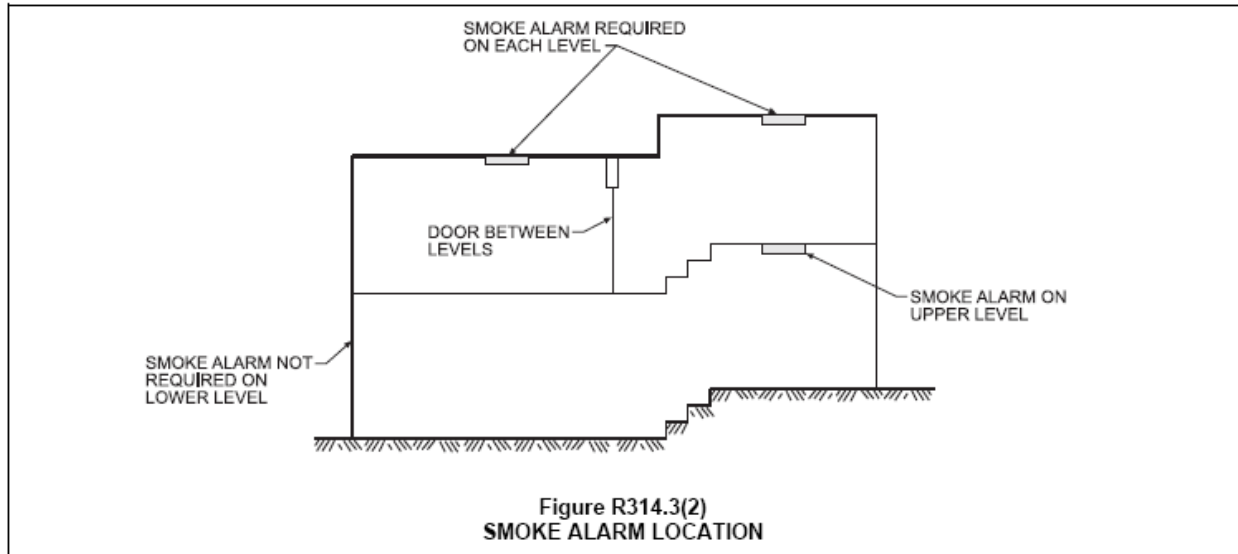 SMOKE ALARM REQUIRED
ON EACH LEVEL
DOOR BETWEEN
LEVELS
SMOKE ALARM ON
UPPER LEVEL
SMOKE ALARM NOT
REQUIRED ON
LOWER LEVEL
Figure R314.3(2)
SMOKE ALARM LOCATION